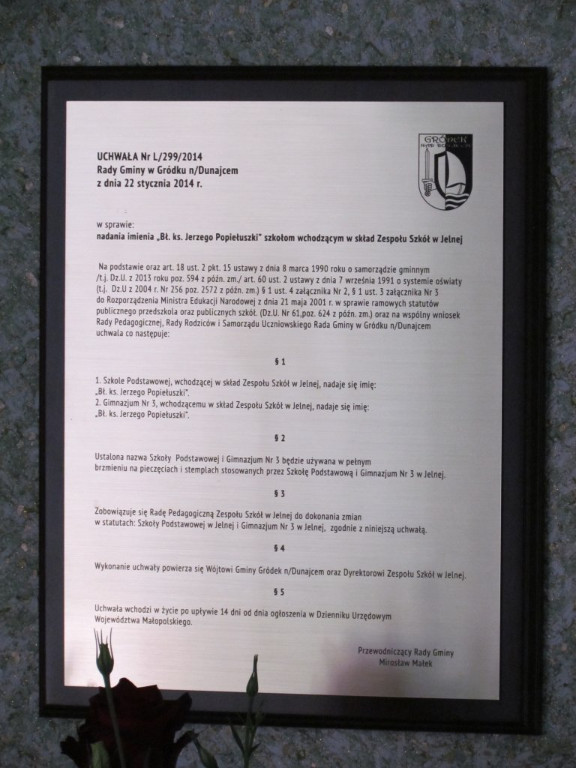 GRÓDEK
UCHWAŁA Nr L/299/2014
Rady Gminy w Gródku n/Dunajcem
z dnia 22 stycznia 2014 r.
w sprawie:
nadania imienia „Bł. ks. Jerzego Popiełuszki" szkołom wchodzącym w skład Zespołu Szkół w Jelnej
Na podstawie oraz art. 18 ust. 2 pkt. 15 ustawy z dnia 8 marca 1990 roku o samorządzie gminnym
/t.j. Dz.U. z 2013 roku poz. 594 z późn. zm./ art. 60 ust. 2 ustawy z dnia 7 września 1991 o systemie oświaty
(t.j. Dz.U. z 2004 r. Nr 256 poz. 2572 z późn. zm.) § 1 ust. 4 załącznika Nr 2, § 1 ust. 3 załącznika Nr 3
do Rozporządzenia Ministra Edukacji Narodowej z dnia 21 maja 2001 r. w sprawie ramowych statutów
publicznego przedszkola oraz publicznych szkół. (Dz.U. Nr 61,poz. 624 z późn. zm.) oraz na wspólny wniosek
Rady Pedagogicznej, Rady Rodziców i Samorządu Uczniowskiego Rada Gminy w Gródku n/Dunajcem
uchwala co następuje:
§ 1
1. Szkole Podstawowej, wchodzącej w skład Zespołu Szkół w Jelnej, nadaje się imię:
„Bł. ks. Jerzego Popiełuszki".
2. Gimnazjum Nr 3, wchodzącemu w skład Zespołu Szkół w Jelnej, nadaje się imię:
„Bł. ks. Jerzego Popiełuszki".
§ 2
Ustalona nazwa Szkoły Podstawowej i Gimnazjum Nr 3 będzie używana w pełnym
brzmieniu na pieczęciach i stemplach stosowanych przez Szkołę Podstawową i Gimnazjum Nr 3 w Jelnej.
§ 3
Zobowiązuje się Radę Pedagogiczną Zespołu Szkół w Jelnej do dokonania zmian
w statutach: Szkoły Podstawowej w Jelnej i Gimnazjum Nr 3 w Jelnej, zgodnie z niniejszą uchwałą.
§ 4
Wykonanie uchwały powierza się Wójtowi Gminy Gródek n/Dunajcem oraz Dyrektorowi Zespołu Szkół w Jelnej.
§ 5
Uchwała wchodzi w życie po upływie 14 dni od dnia ogłoszenia w Dzienniku Urzędowym
Województwa Małopolskiego.
Przewodniczący Rady Gminy
Mirosław Małek